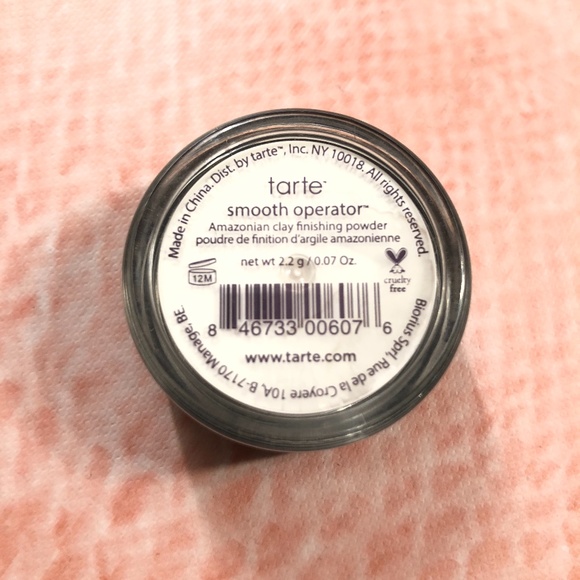 Made in China. Dist. by tarte™, Inc. NY 10018. All rights reserved.
tarte™
smooth operator™
Amazonian clay finishing powder
poudre de finition d'argile amazonienne
net wt 2.2 g / 0.07 Oz.
12M
cruelty
free
8 46733 00607 6
www.tarte.com
Biorius Sprl, Rue de la Croyere 10A, B-7170 Manage, BE